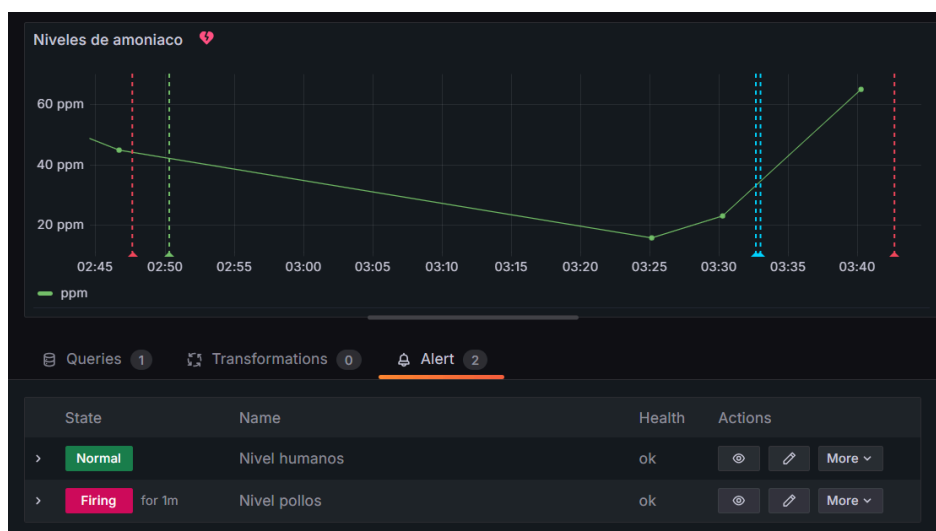 Niveles de amoniaco
60 ppm
40 ppm
20 ppm
02:45 02:50 02:55 03:00 03:05 03:10 03:15 03:20 03:25 03:30 03:35 03:40
ppm
Queries 1 Transformations 0 Alert 2
State Name Health Actions
Normal Nivel humanos ok More
Firing for 1m Nivel pollos ok More